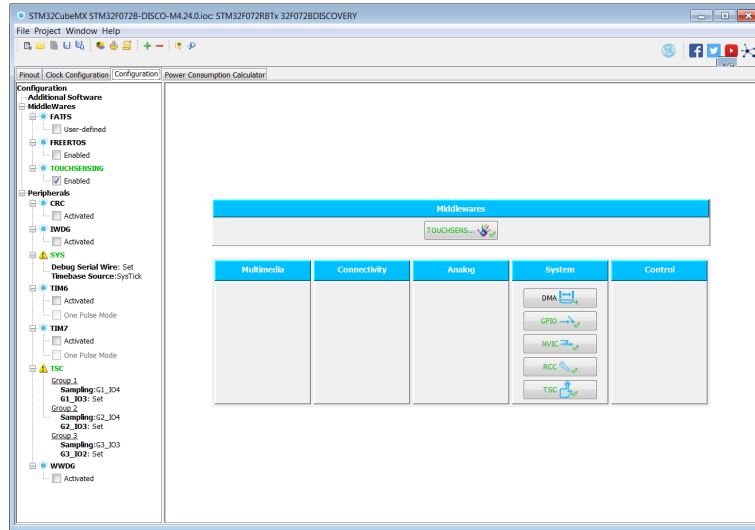 STM32CubeMX STM32F072B-DISCO-M4.24.0.ioc: STM32F072RBTx 32F072BDISCOVERY
File Project Window Help
Pinout Clock Configuration Configuration Power Consumption Calculator
Configuration
Additional Software
MiddleWares
FATFS
User-defined
FREERTOS
Enabled
TOUCHSENSING
Enabled
Peripherals
CRC
Activated
IWDG
Activated
SYS
Debug Serial Wire: Set
Timebase Source:SysTick
TIM6
Activated
One Pulse Mode
TIM7
Activated
One Pulse Mode
TSC
Group 1
Sampling:G1_IO4
G1_IO3: Set
Group 2
Sampling:G2_IO4
G2_IO3: Set
Group 3
Sampling:G3_IO3
G3_IO2: Set
WWDG
Activated
Middlewares
TOUCHSENS...
Multimedia Connectivity Analog System Control
DMA
GPIO
NVIC
RCC
TSC